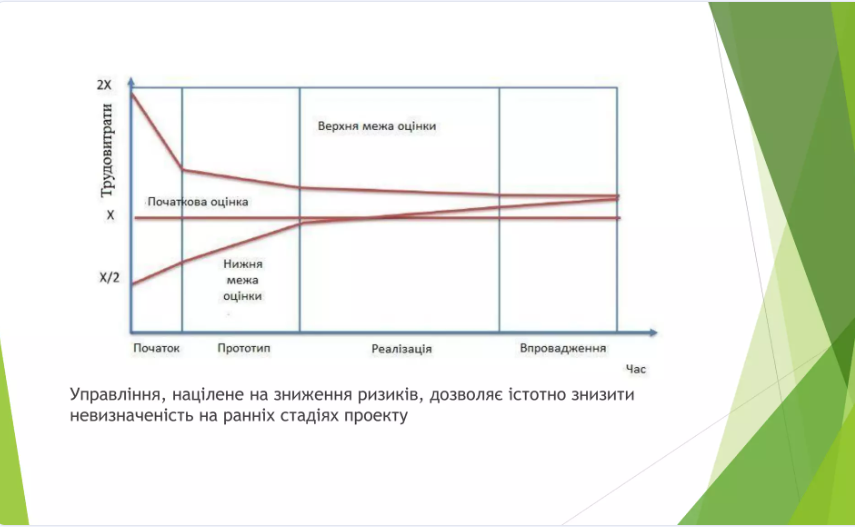 2X
Трудовитрати
Верхня межа оцінки
Початкова оцінка
X
X/2
Нижня
межа
оцінки
Початок
Прототип
Реалізація
Впровадження
Час
Управління, націлене на зниження ризиків, дозволяє істотно знизити
невизначеність на ранніх стадіях проекту